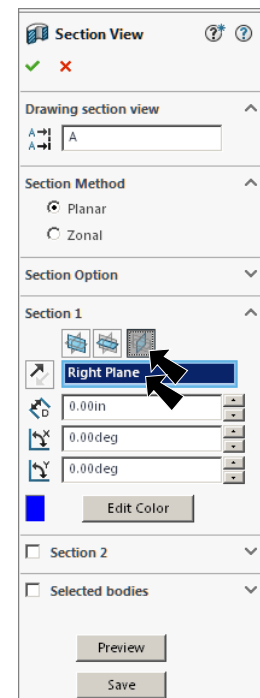 Section View
Drawing section view
A
Section Method
Planar
Zonal
Section Option
Section 1
Right Plane
0.00in
0.00deg
0.00deg
Edit Color
Section 2
Selected bodies
Preview
Save